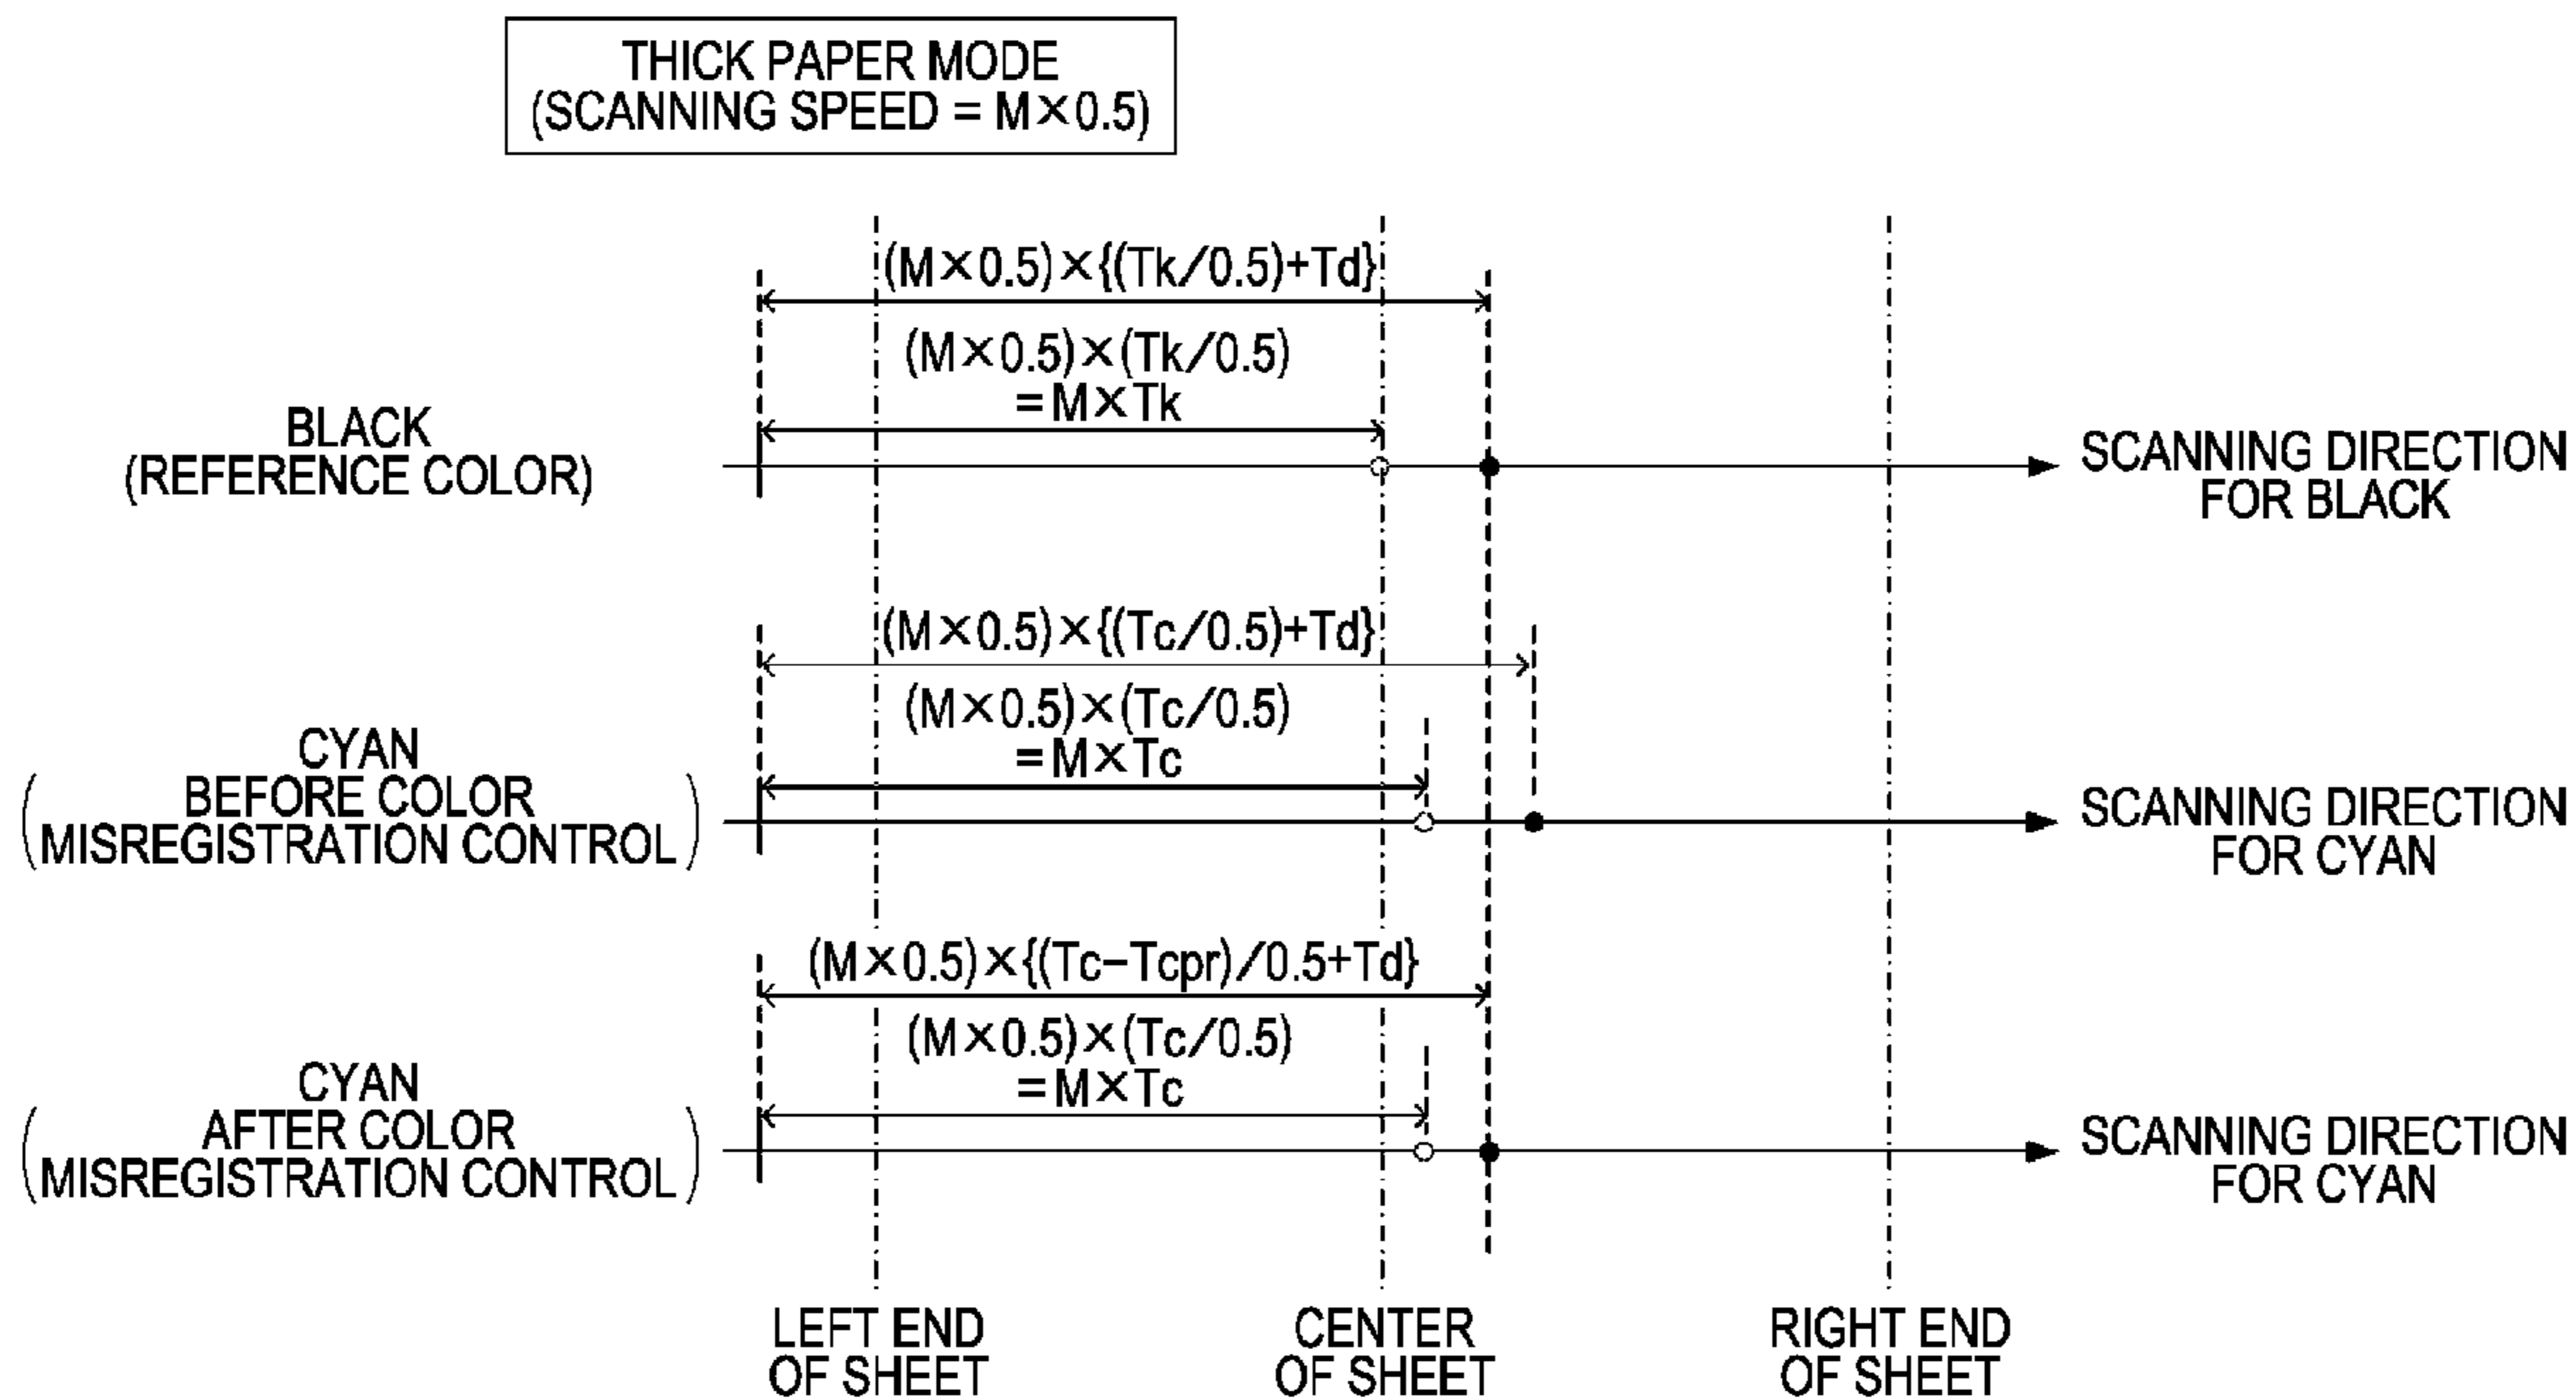 THICK PAPER MODE
(SCANNING SPEED = M×0.5)
(M×0.5)×{(Tk/0.5)+Td}
(M×0.5)×(Tk/0.5)
=M×Tk
BLACK
(REFERENCE COLOR)
SCANNING DIRECTION
FOR BLACK
(M×0.5)×{(Tc/0.5)+Td}
(M×0.5)×(Tc/0.5)
=M×Tc
CYAN
(BEFORE COLOR
MISREGISTRATION CONTROL)
SCANNING DIRECTION
FOR CYAN
(M×0.5)×{(Tc−Tcpr)/0.5+Td}
(M×0.5)×(Tc/0.5)
=M×Tc
CYAN
(AFTER COLOR
MISREGISTRATION CONTROL)
SCANNING DIRECTION
FOR CYAN
LEFT END
OF SHEET
CENTER
OF SHEET
RIGHT END
OF SHEET